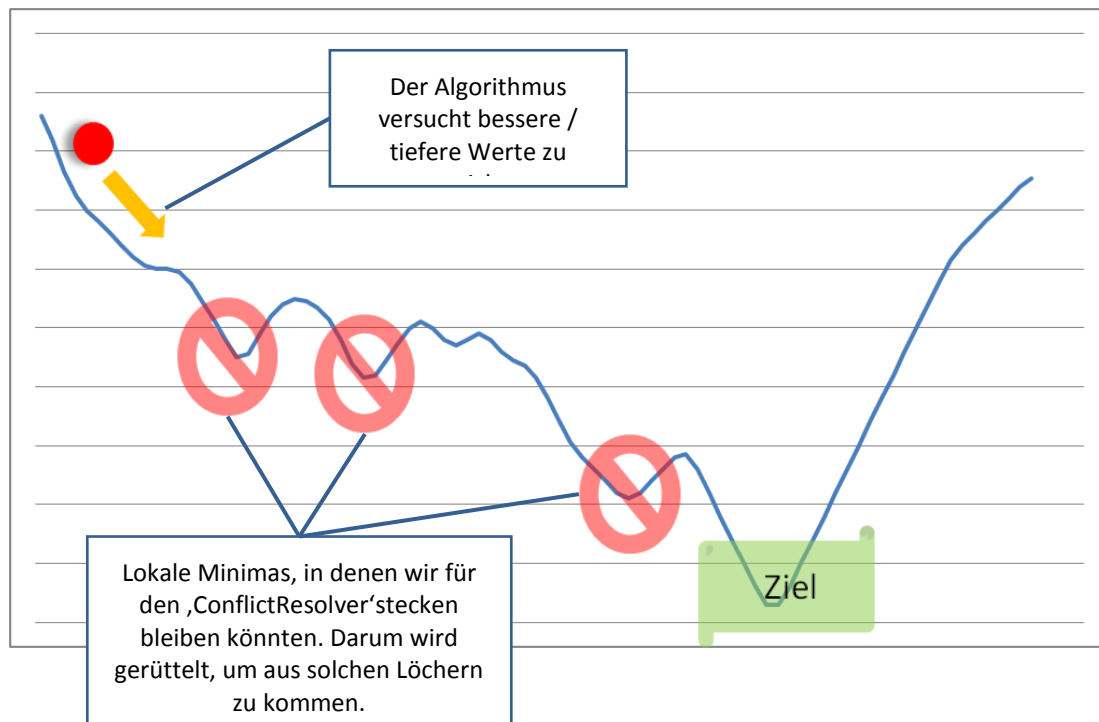 Der Algorithmus
versucht bessere /
tiefere Werte zu
Lokale Minimas, in denen wir für
den ‚ConflictResolver‘stecken
bleiben könnten. Darum wird
gerüttelt, um aus solchen Löchern
zu kommen.
Ziel